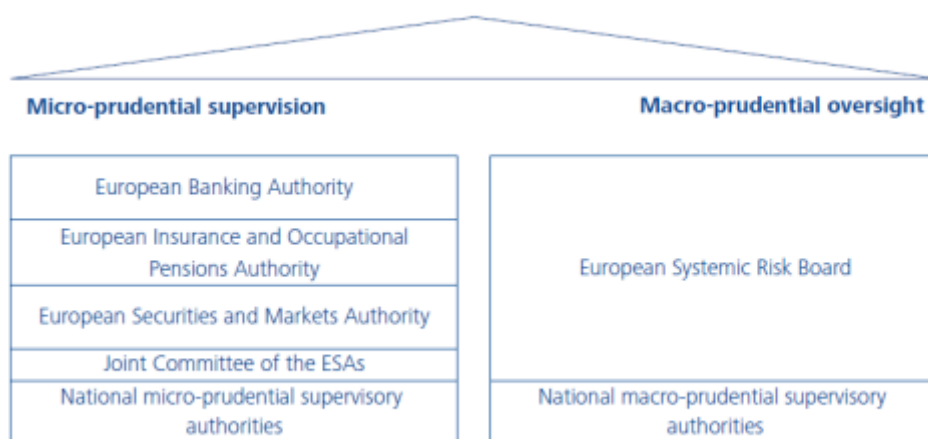 Micro-prudential supervision
Macro-prudential oversight
European Banking Authority
European Insurance and Occupational
Pensions Authority
European Securities and Markets Authority
Joint Committee of the ESAs
National micro-prudential supervisory
authorities
European Systemic Risk Board
National macro-prudential supervisory
authorities